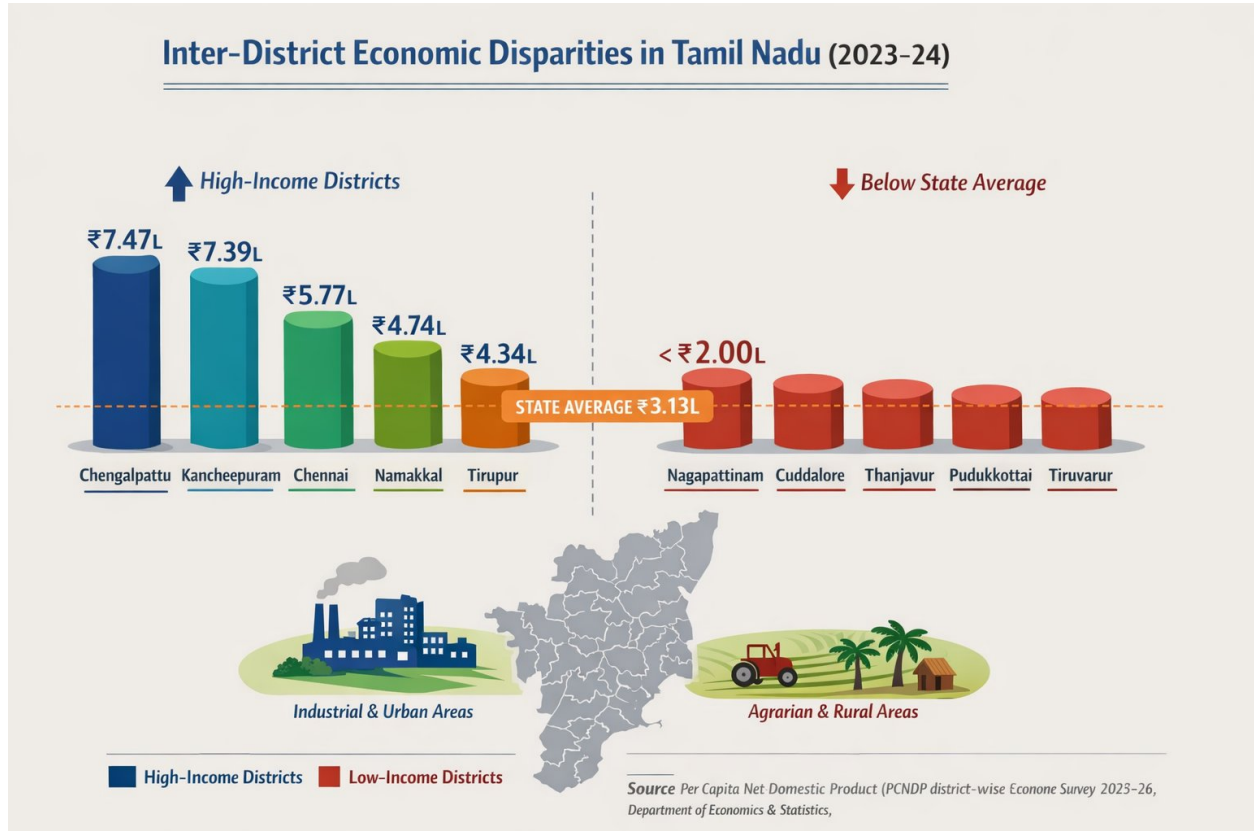 Inter-District Economic Disparities in Tamil Nadu (2023–24)
High-Income Districts
₹7.47L
₹7.39L
₹5.77L
₹4.74L
₹4.34L
Chengalpattu Kancheepuram Chennai Namakkal Tirupur
STATE AVERAGE ₹3.13L
Below State Average
< ₹2.00L
Nagapattinam Cuddalore Thanjavur Pudukkottai Tiruvarur
Industrial & Urban Areas
Agrarian & Rural Areas
High-Income Districts Low-Income Districts
Source Per Capita Net Domestic Product (PCNDP district-wise Econone Survey 2023–26,
Department of Economics & Statistics,